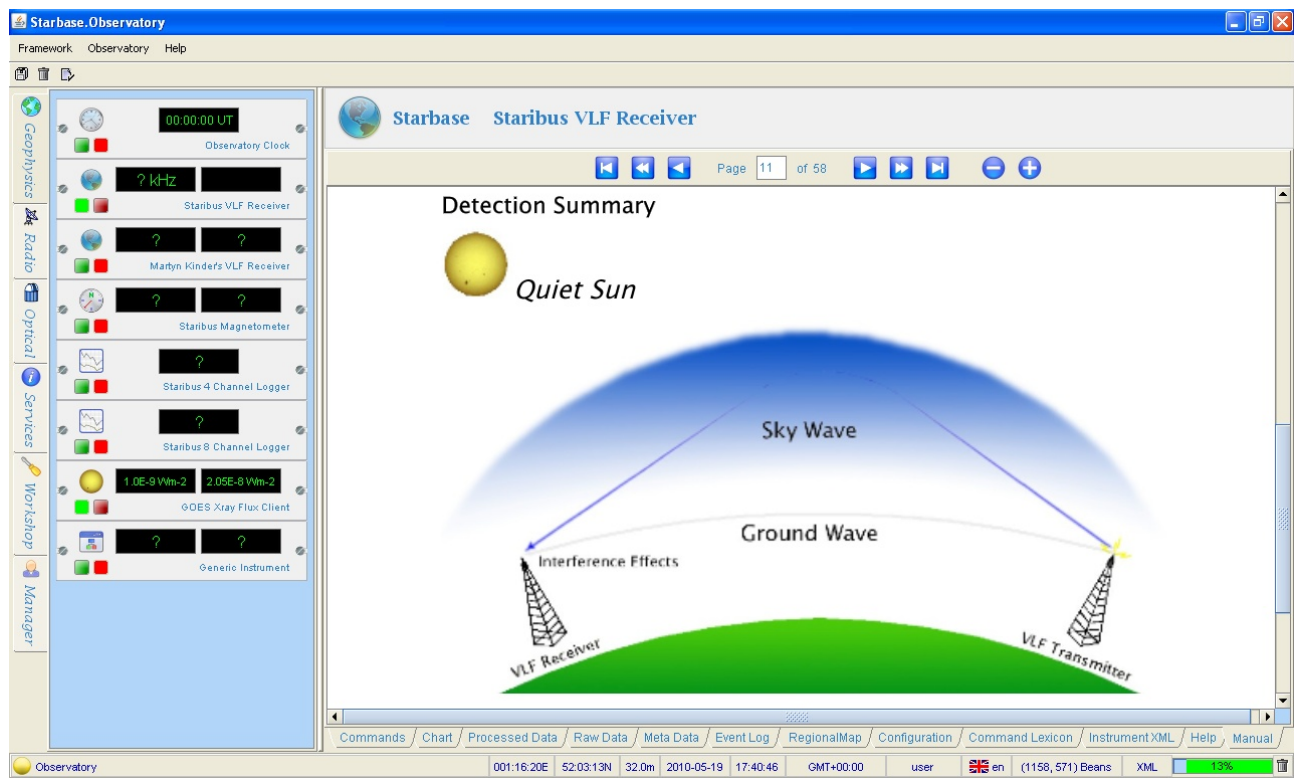 Starbase.Observatory
Framework Observatory Help
Geophysics
Radio
Optical
Services
Workshop
Manager
00:00:00 UT
Observatory Clock
? kHz
Staribus VLF Receiver
? ?
Martyn Kinder's VLF Receiver
? ?
Staribus Magnetometer
?
Staribus 4 Channel Logger
?
Staribus 8 Channel Logger
1.0E-9 Wm-2 2.05E-8 Wm-2
GOES Xray Flux Client
? ?
Generic Instrument
Starbase Staribus VLF Receiver
Page 11 of 58
Detection Summary
Quiet Sun
Sky Wave
Ground Wave
Interference Effects
VLF Receiver
VLF Transmitter
Commands Chart Processed Data Raw Data Meta Data Event Log RegionalMap Configuration Command Lexicon Instrument XML Help Manual
Observatory 001:16:20E 52:03:13N 32.0m 2010-05-19 17:40:46 GMT+00:00 user en (1158, 571) Beans XML 13%